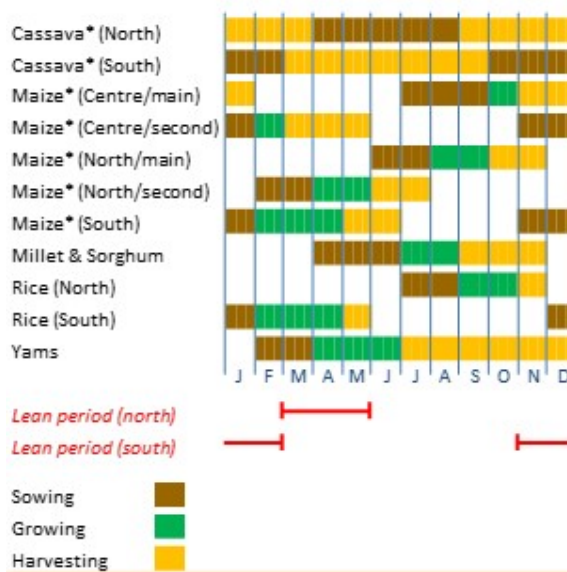 Cassava* (North)
Cassava* (South)
Maize* (Centre/main)
Maize* (Centre/second)
Maize* (North/main)
Maize* (North/second)
Maize* (South)
Millet & Sorghum
Rice (North)
Rice (South)
Yams
J F M A M J J A S O N D
Lean period (north)
Lean period (south)
Sowing
Growing
Harvesting